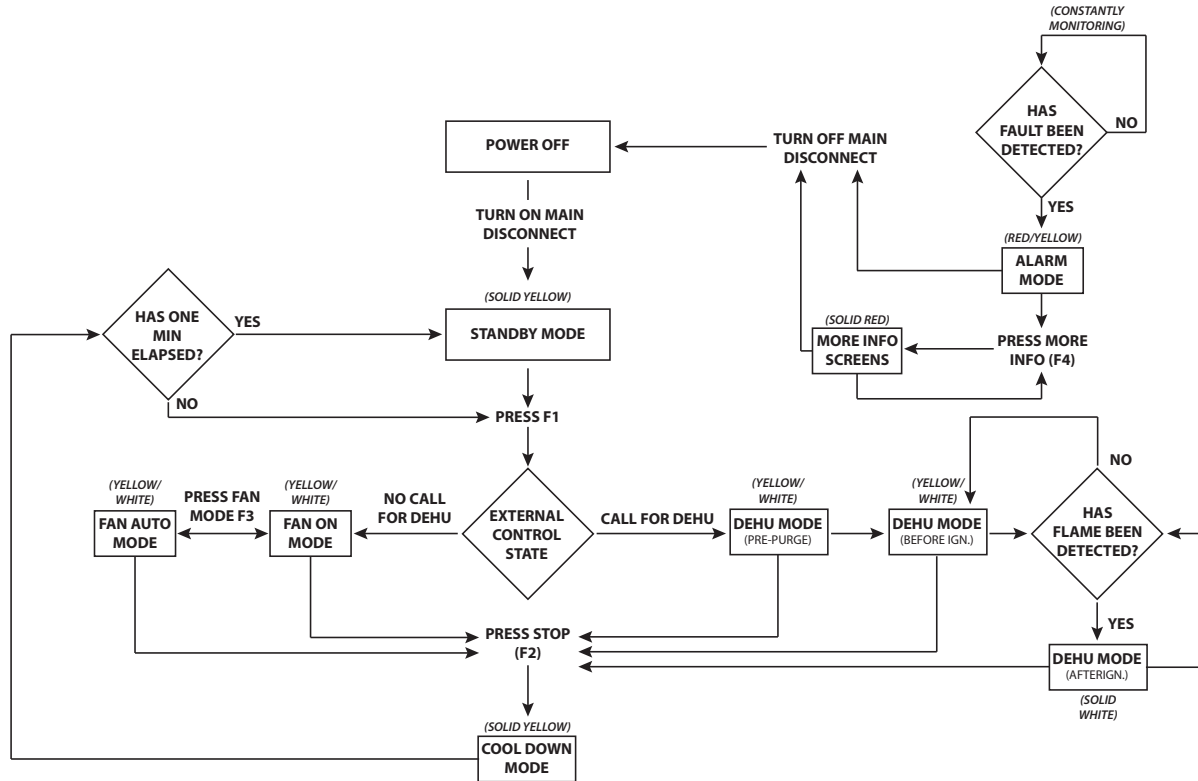 (CONSTANTLY
MONITORING)
HAS
FAULT BEEN
DETECTED?
NO
YES
POWER OFF
TURN OFF MAIN
DISCONNECT
TURN ON MAIN
DISCONNECT
(RED/YELLOW)
ALARM
MODE
(SOLID YELLOW)
STANDBY MODE
HAS ONE
MIN
ELAPSED?
YES
NO
(SOLID RED)
MORE INFO
SCREENS
PRESS MORE
INFO (F4)
PRESS F1
(YELLOW/
WHITE)
FAN AUTO
MODE
PRESS FAN
MODE F3
(YELLOW/
WHITE)
FAN ON
MODE
NO CALL
FOR DEHU
EXTERNAL
CONTROL
STATE
CALL FOR DEHU
(YELLOW/
WHITE)
DEHU MODE
(PRE-PURGE)
(YELLOW/
WHITE)
DEHU MODE
(BEFORE IGN.)
NO
HAS
FLAME BEEN
DETECTED?
YES
PRESS STOP
(F2)
DEHU MODE
(AFTERIGN.)
(SOLID
WHITE)
(SOLID YELLOW)
COOL DOWN
MODE